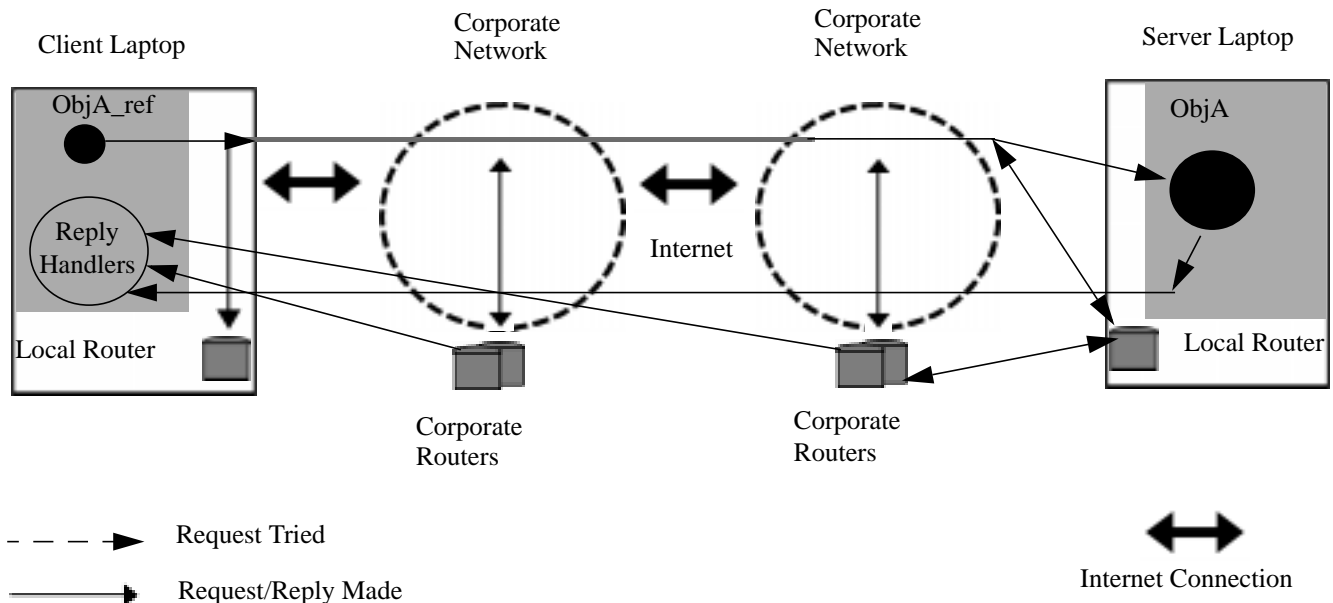 Client Laptop
Corporate
Network
Corporate
Network
Server Laptop
ObjA_ref
ObjA
Reply
Handlers
Internet
Local Router
Local Router
Corporate
Routers
Corporate
Routers
Request Tried
Request/Reply Made
Internet Connection